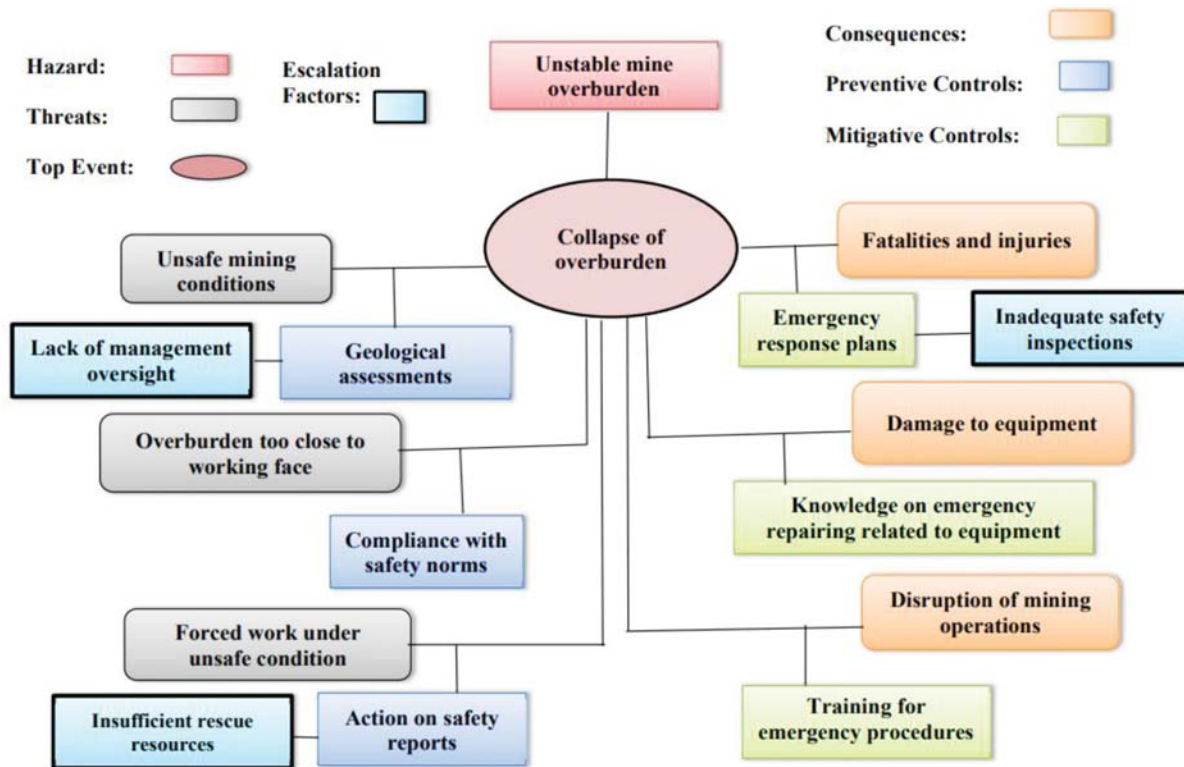 Hazard:
Threats:
Top Event:
Escalation
Factors:
Unstable mine
overburden
Consequences:
Preventive Controls:
Mitigative Controls:
Collapse of
overburden
Unsafe mining
conditions
Lack of management
oversight
Geological
assessments
Overburden too close to
working face
Compliance with
safety norms
Forced work under
unsafe condition
Insufficient rescue
resources
Action on safety
reports
Fatalities and injuries
Emergency
response plans
Inadequate safety
inspections
Damage to equipment
Knowledge on emergency
repairing related to equipment
Disruption of mining
operations
Training for
emergency procedures